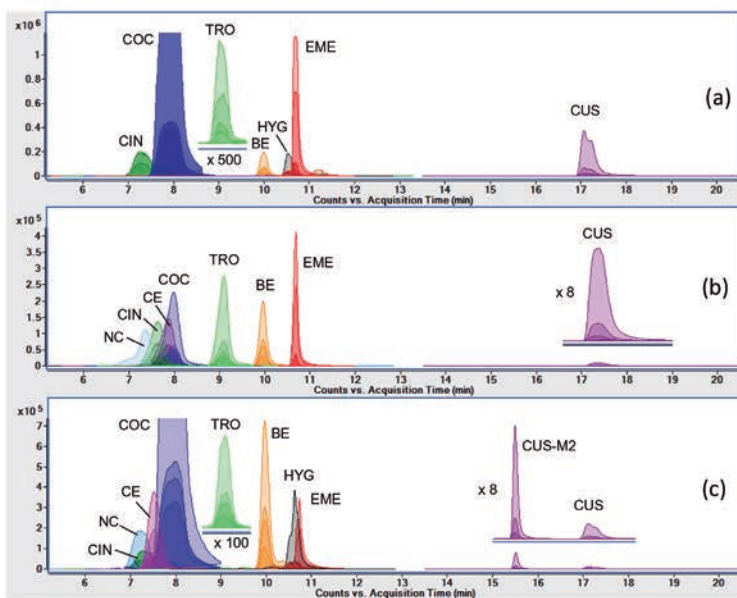 x10 6
COC
TRO
EME
1
0.8
(a)
0.6
CUS
0.4
CIN
HYG
BE
0.2
x 500
0
6 7 8 9 10 11 12 13 14 15 16 17 18 19 20
Counts vs. Acquisition Time (min)
x10 5
4
CUS
EME
3.5
TRO
(b)
3
COC
BE
x 8
2.5
CE
2
CIN
1.5
NC
1
0.5
0
6 7 8 9 10 11 12 13 14 15 16 17 18 19 20
Counts vs. Acquisition Time (min)
x10 5
COC
TRO
BE
7
CUS-M2
6
HYG
(c)
5
CE
EME
x 8
4
CUS
3
NC
2
CIN
x 100
1
0
6 7 8 9 10 11 12 13 14 15 16 17 18 19 20
Counts vs. Acquisition Time (min)